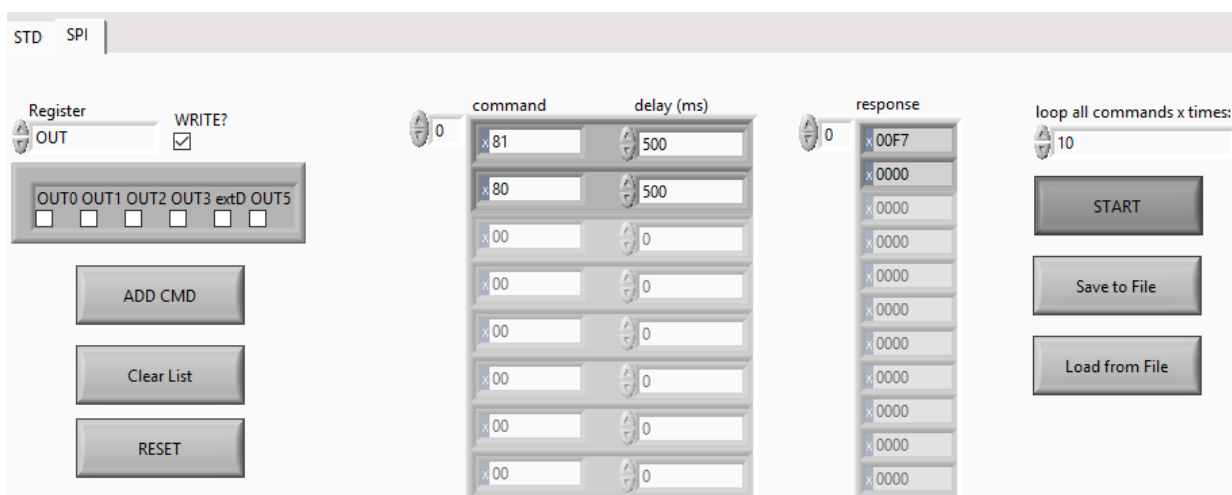 STD SPI
Register WRITE? command delay (ms) response loop all commands x times:
OUT 0 x 81 500 0 x 00F7 10
x 80 500 x 0000
OUT0 OUT1 OUT2 OUT3 extD OUT5 x 0000 START
x 00 0 x 0000
ADD CMD x 00 0 x 0000 Save to File
x 0000
x 00 0 x 0000
Clear List x 00 0 x 0000 Load from File
x 00 0 x 0000
RESET x 0000
x 00 0 x 0000